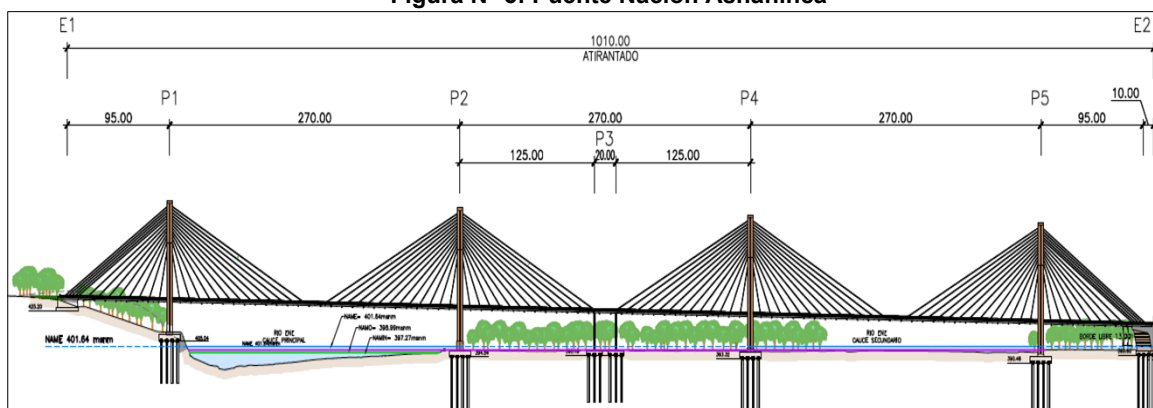 Figura N° 3: Puente Nación Ashaninca
E1
E2
1010.00
ATIRANTADO
P1
P2
P4
P5
10.00
95.00
270.00
270.00
270.00
95.00
P3
125.00
20.00
125.00
NAME= 401.64msnm
NAMO= 398.99msnm
NAMIN= 397.27msnm
NAME 401.64 msnm
RIO ENE
CAUCE PRINCIPAL
RIO ENE
CAUCE SECUNDARIO